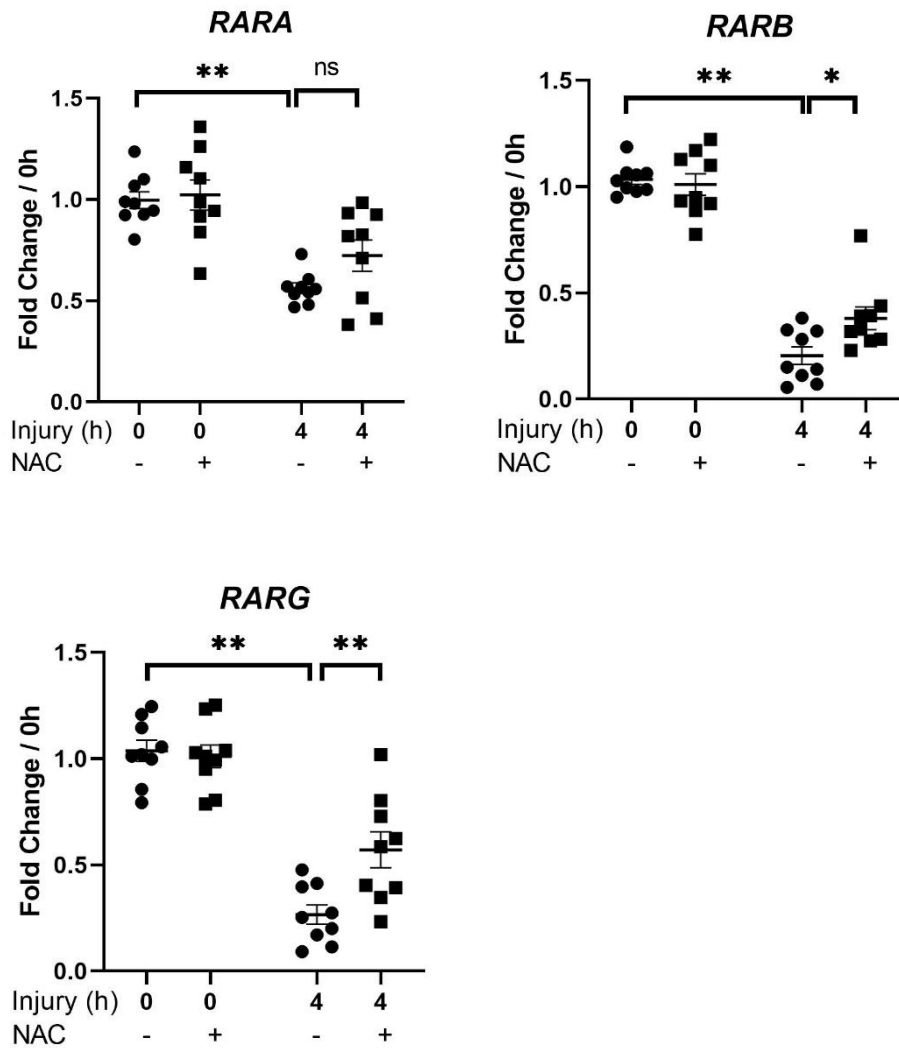 RARA
** ns
Fold Change / 0h
1.5
1.0
0.5
0.0
Injury (h) 0 0 4 4
NAC - + - +
RARB
** *
Fold Change / 0h
1.5
1.0
0.5
0.0
Injury (h) 0 0 4 4
NAC - + - +
RARG
** **
Fold Change / 0h
1.5
1.0
0.5
0.0
Injury (h) 0 0 4 4
NAC - + - +